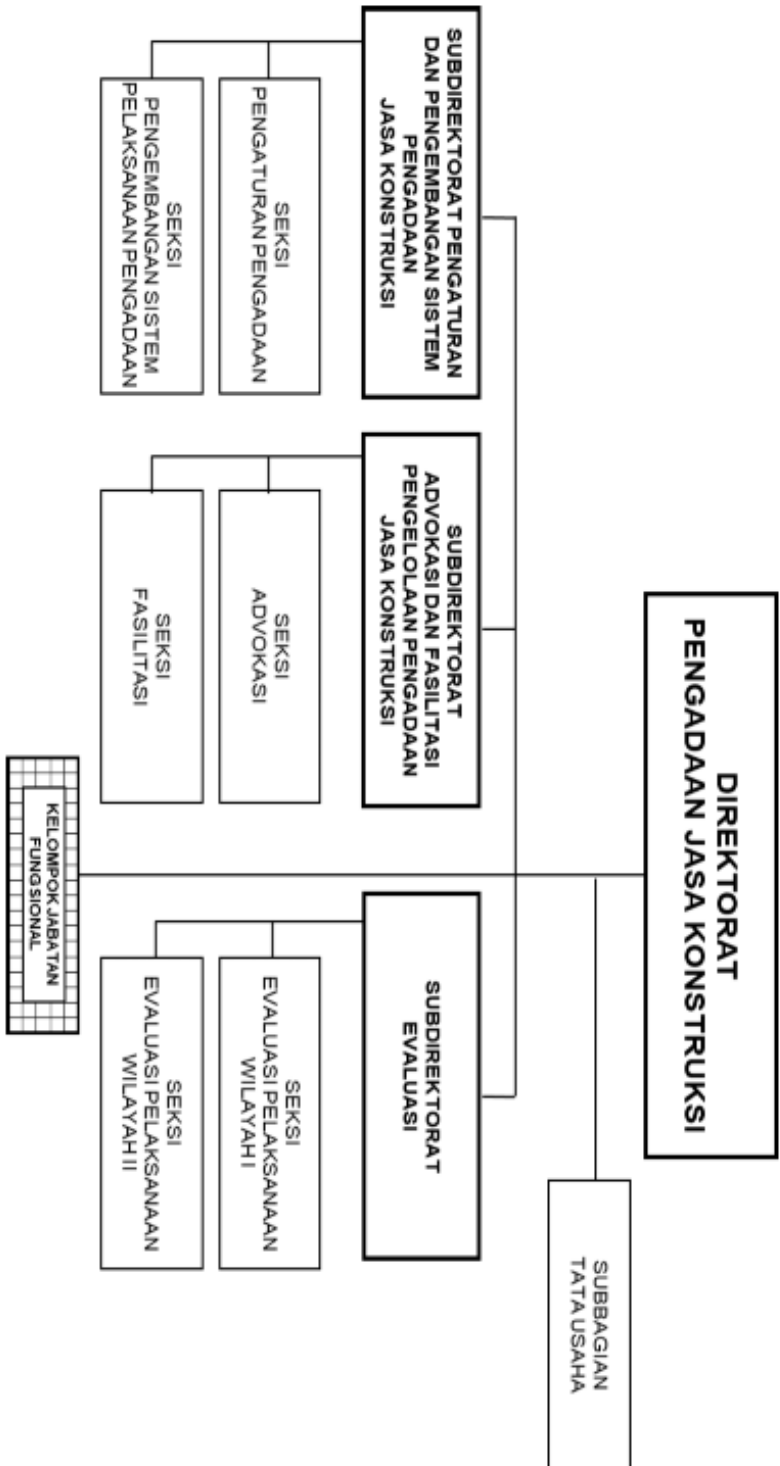 DIREKTORAT
PENGADAAN JASA KONSTRUKSI
SUBBAGIAN
TATA USAHA
SUBDIREKTORAT PENGATURAN
DAN PENGEMBANGAN SISTEM
PENGADAAN
JASA KONSTRUKSI
SEKSI
PENGATURAN PENGADAAN
SEKSI
PENGEMBANGAN SISTEM
PELAKSANAAN PENGADAAN
SUBDIREKTORAT
ADVOKASI DAN FASILITASI
PENGELOLAAN PENGADAAN
JASA KONSTRUKSI
SEKSI
ADVOKASI
SEKSI
FASILITASI
SUBDIREKTORAT
EVALUASI
SEKSI
EVALUASI PELAKSANAAN
WILAYAH I
SEKSI
EVALUASI PELAKSANAAN
WILAYAH II
KELOMPOK JABATAN
FUNGSIONAL